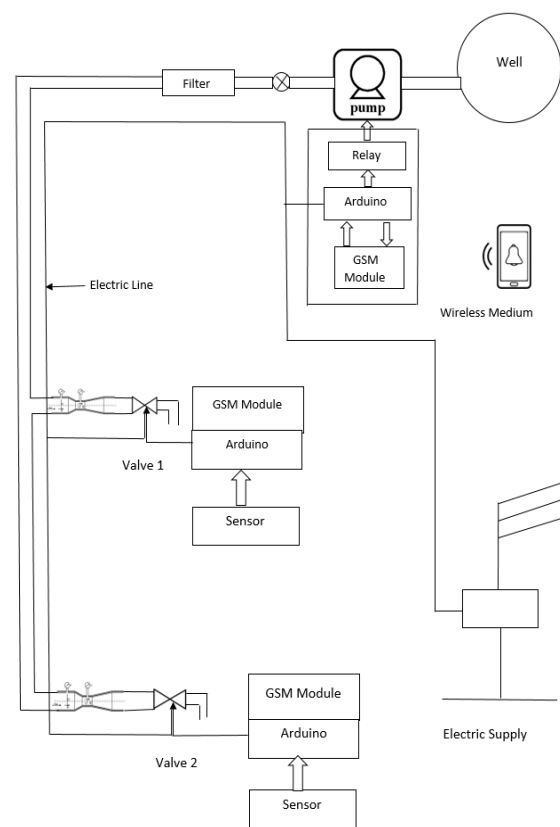 Well
Filter
pump
Relay
Arduino
GSM
Module
Electric Line
Wireless Medium
GSM Module
Arduino
Valve 1
Sensor
GSM Module
Arduino
Electric Supply
Valve 2
Sensor